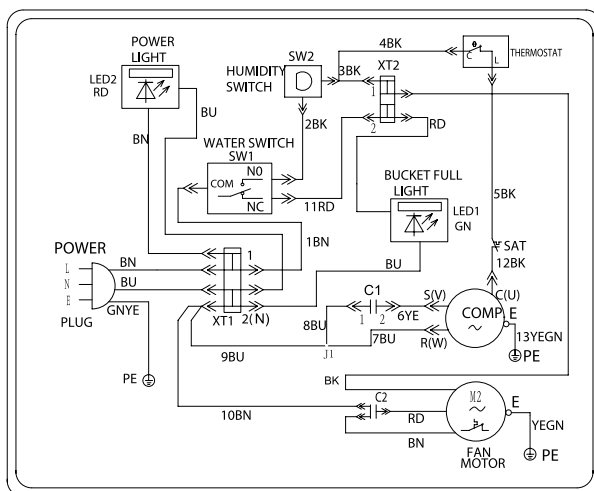 POWER
LIGHT
LED2
RD
BN
BU
SW2
HUMIDITY
SWITCH
3BK
4BK
XT2
1
2
θ
C
L
THERMOSTAT
2BK
RD
WATER SWITCH
SW1
COM
N0
NC
11RD
BUCKET FULL
LIGHT
LED1
GN
5BK
1BN
POWER
L
N
E
PLUG
BN
BU
GNYE
1
XT1
2(N)
BU
SAT
12BK
C1
1
2
6YE
S(V)
C(U)
COMP
E
R(W)
8BU
7BU
J1
9BU
13YEGN
PE
PE
BK
10BN
C2
RD
BN
M2
E
YEGN
FAN
MOTOR
PE